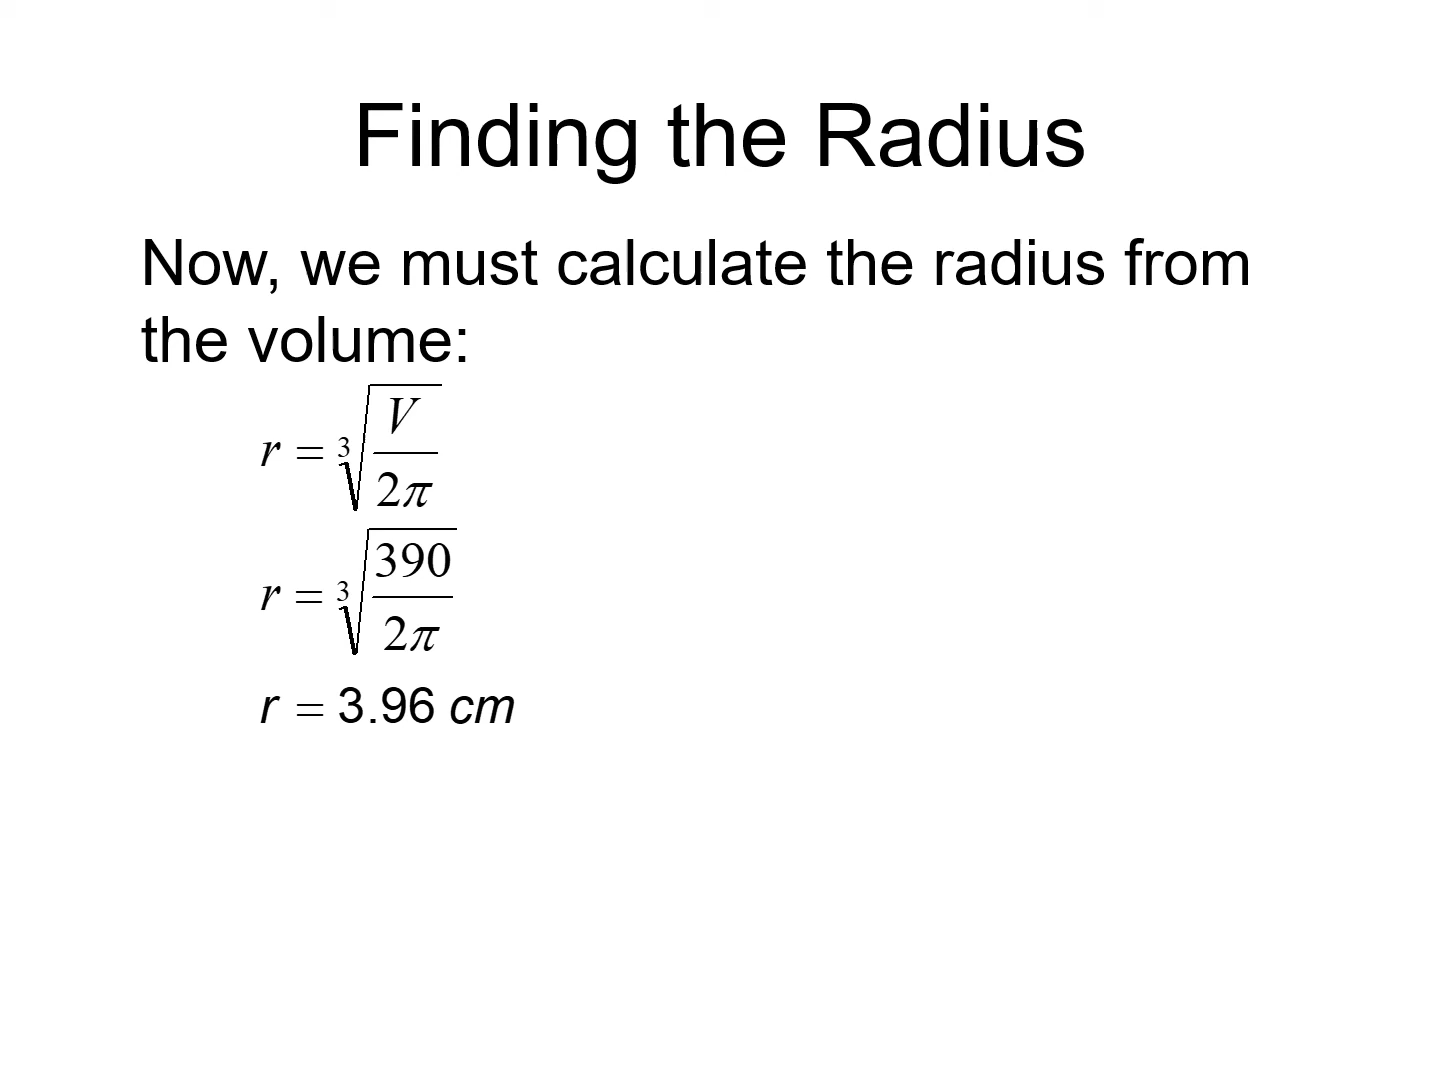 Finding the Radius
Now, we must calculate the radius from
the volume:
r = ∛(V/2π)
r = ∛(390/2π)
r = 3.96 cm